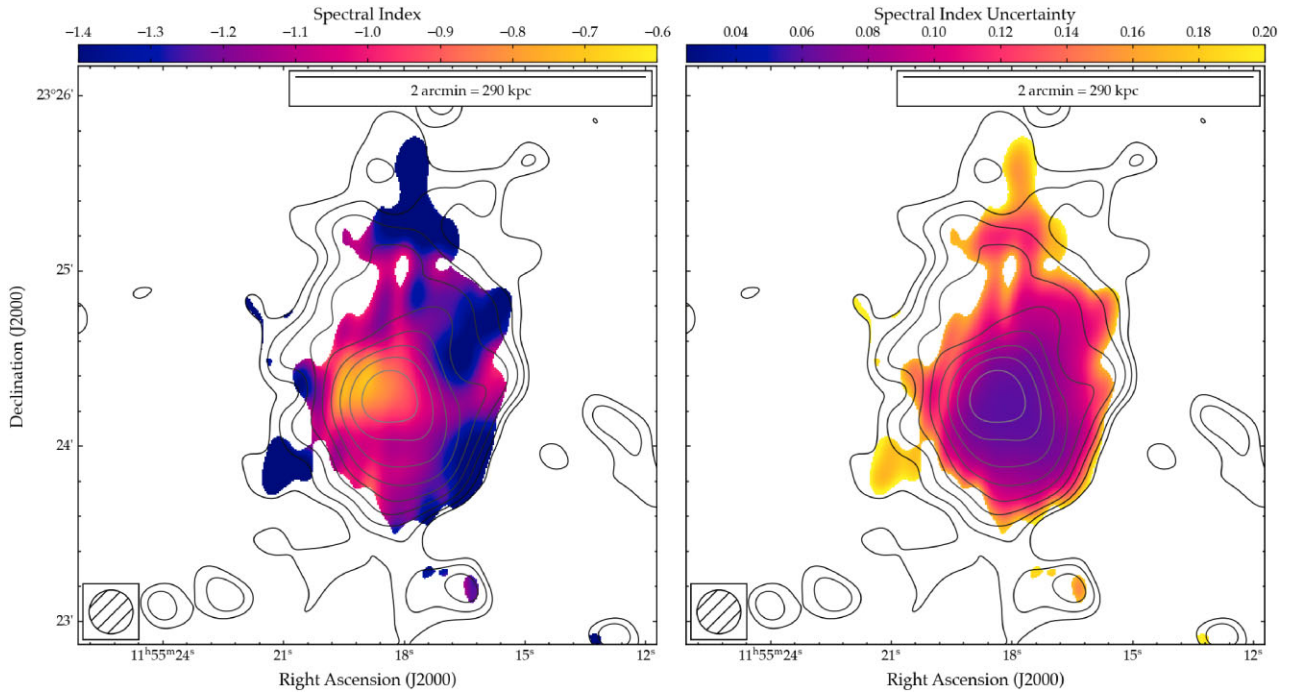 Spectral Index
−1.4 −1.3 −1.2 −1.1 −1.0 −0.9 −0.8 −0.7 −0.6
2 arcmin = 290 kpc
23°26'
25'
24'
23'
Declination (J2000)
11ʰ55ᵐ24ˢ 21ˢ 18ˢ 15ˢ 12ˢ
Right Ascension (J2000)
Spectral Index Uncertainty
0.04 0.06 0.08 0.10 0.12 0.14 0.16 0.18 0.20
2 arcmin = 290 kpc
11ʰ55ᵐ24ˢ 21ˢ 18ˢ 15ˢ 12ˢ
Right Ascension (J2000)